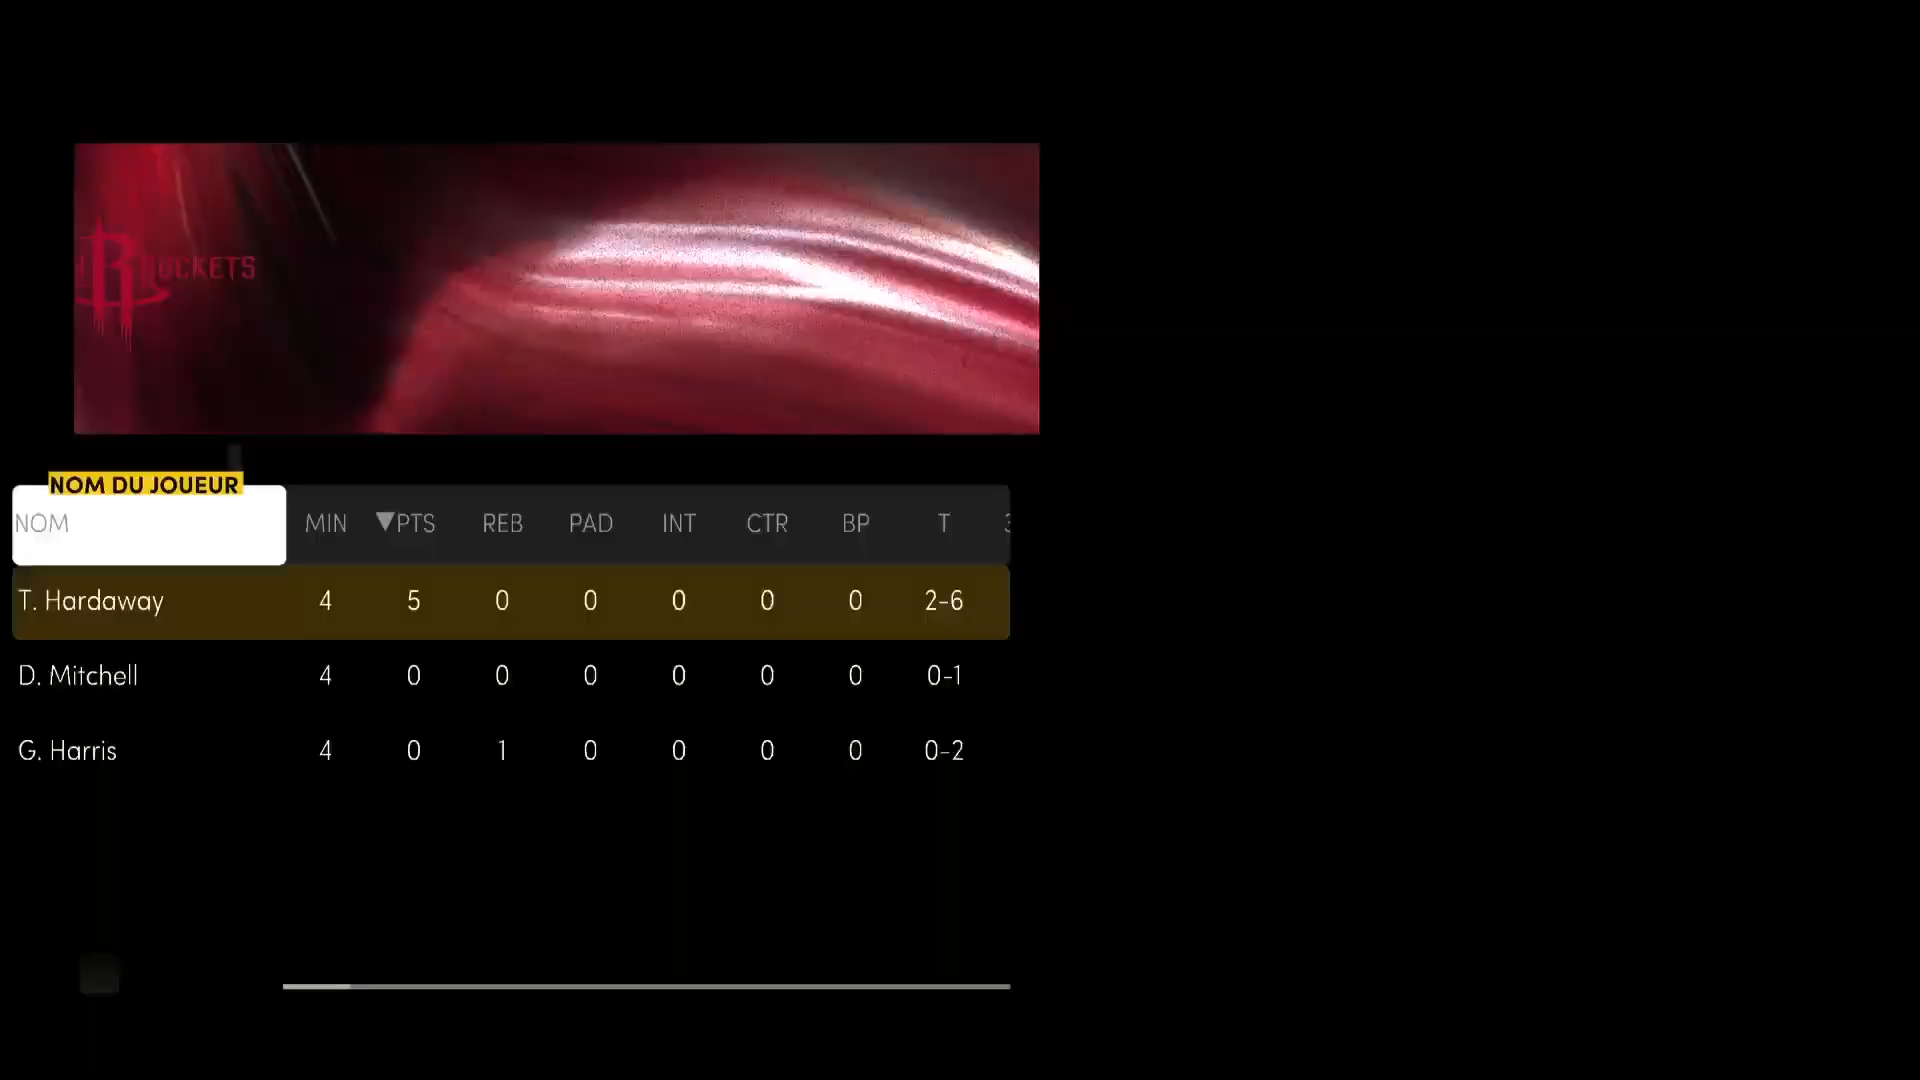 ROCKETS
NOM DU JOUEUR
NOM MIN ▼PTS REB PAD INT CTR BP T
T. Hardaway 4 5 0 0 0 0 0 2-6
D. Mitchell 4 0 0 0 0 0 0 0-1
G. Harris 4 0 1 0 0 0 0 0-2